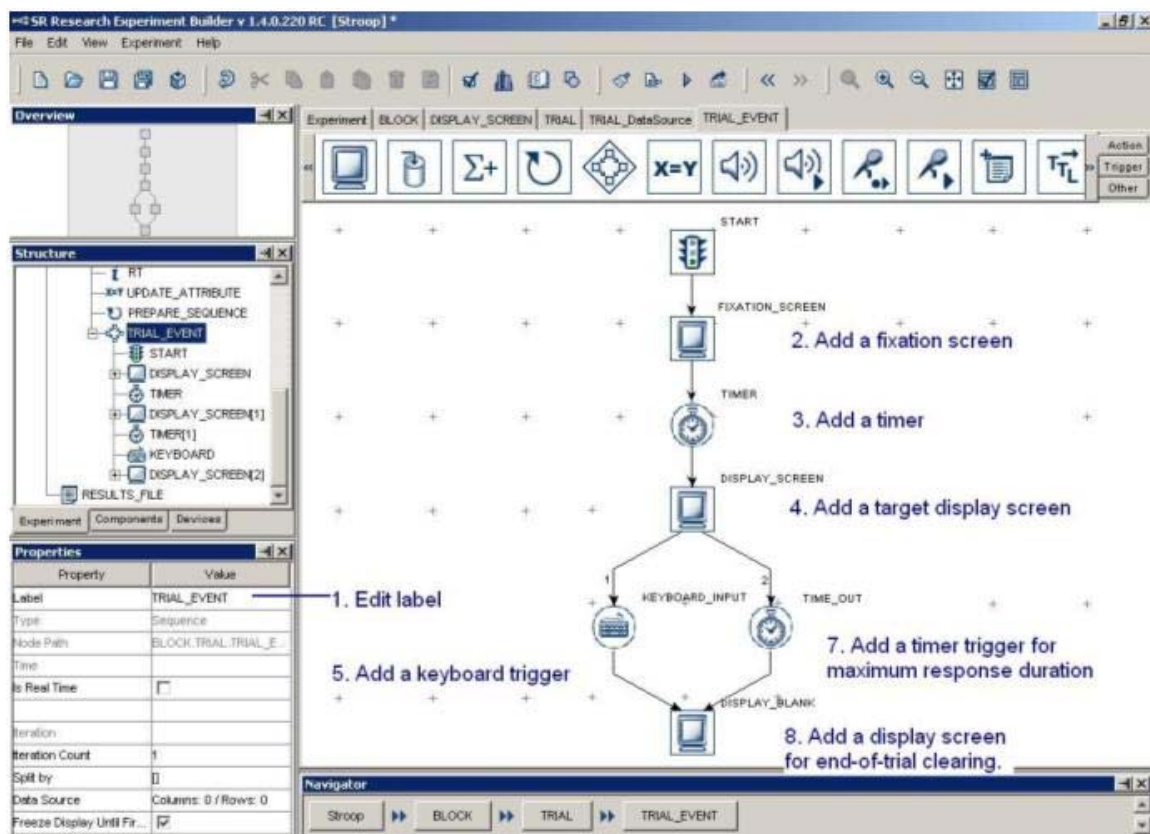 SR Research Experiment Builder v 1.4.0.220 RC [Stroop] *
File Edit View Experiment Help
Overview
Experiment BLOCK DISPLAY_SCREEN TRIAL TRIAL_DataSource TRIAL_EVENT
X=Y
TTL
Action
Trigger
Other
Structure
RT
X=Y UPDATE_ATTRIBUTE
PREPARE_SEQUENCE
TRIAL_EVENT
START
DISPLAY_SCREEN
TIMER
DISPLAY_SCREEN[1]
TIMER[1]
KEYBOARD
DISPLAY_SCREEN[2]
RESULTS_FILE
Experiment Components Devices
Properties
Property Value
Label TRIAL_EVENT
Type Sequence
Node Path BLOCK.TRIAL.TRIAL_E...
Time
Is Real Time
Iteration
Iteration Count 1
Split by []
Data Source Columns: 0 / Rows: 0
Freeze Display Until Fir...
START
FIXATION_SCREEN
2. Add a fixation screen
TIMER
3. Add a timer
DISPLAY_SCREEN
4. Add a target display screen
1
2
1. Edit label
KEYBOARD_INPUT
TIME_OUT
5. Add a keyboard trigger
7. Add a timer trigger for
maximum response duration
DISPLAY_BLANK
8. Add a display screen
for end-of-trial clearing.
Navigator
Stroop BLOCK TRIAL TRIAL_EVENT